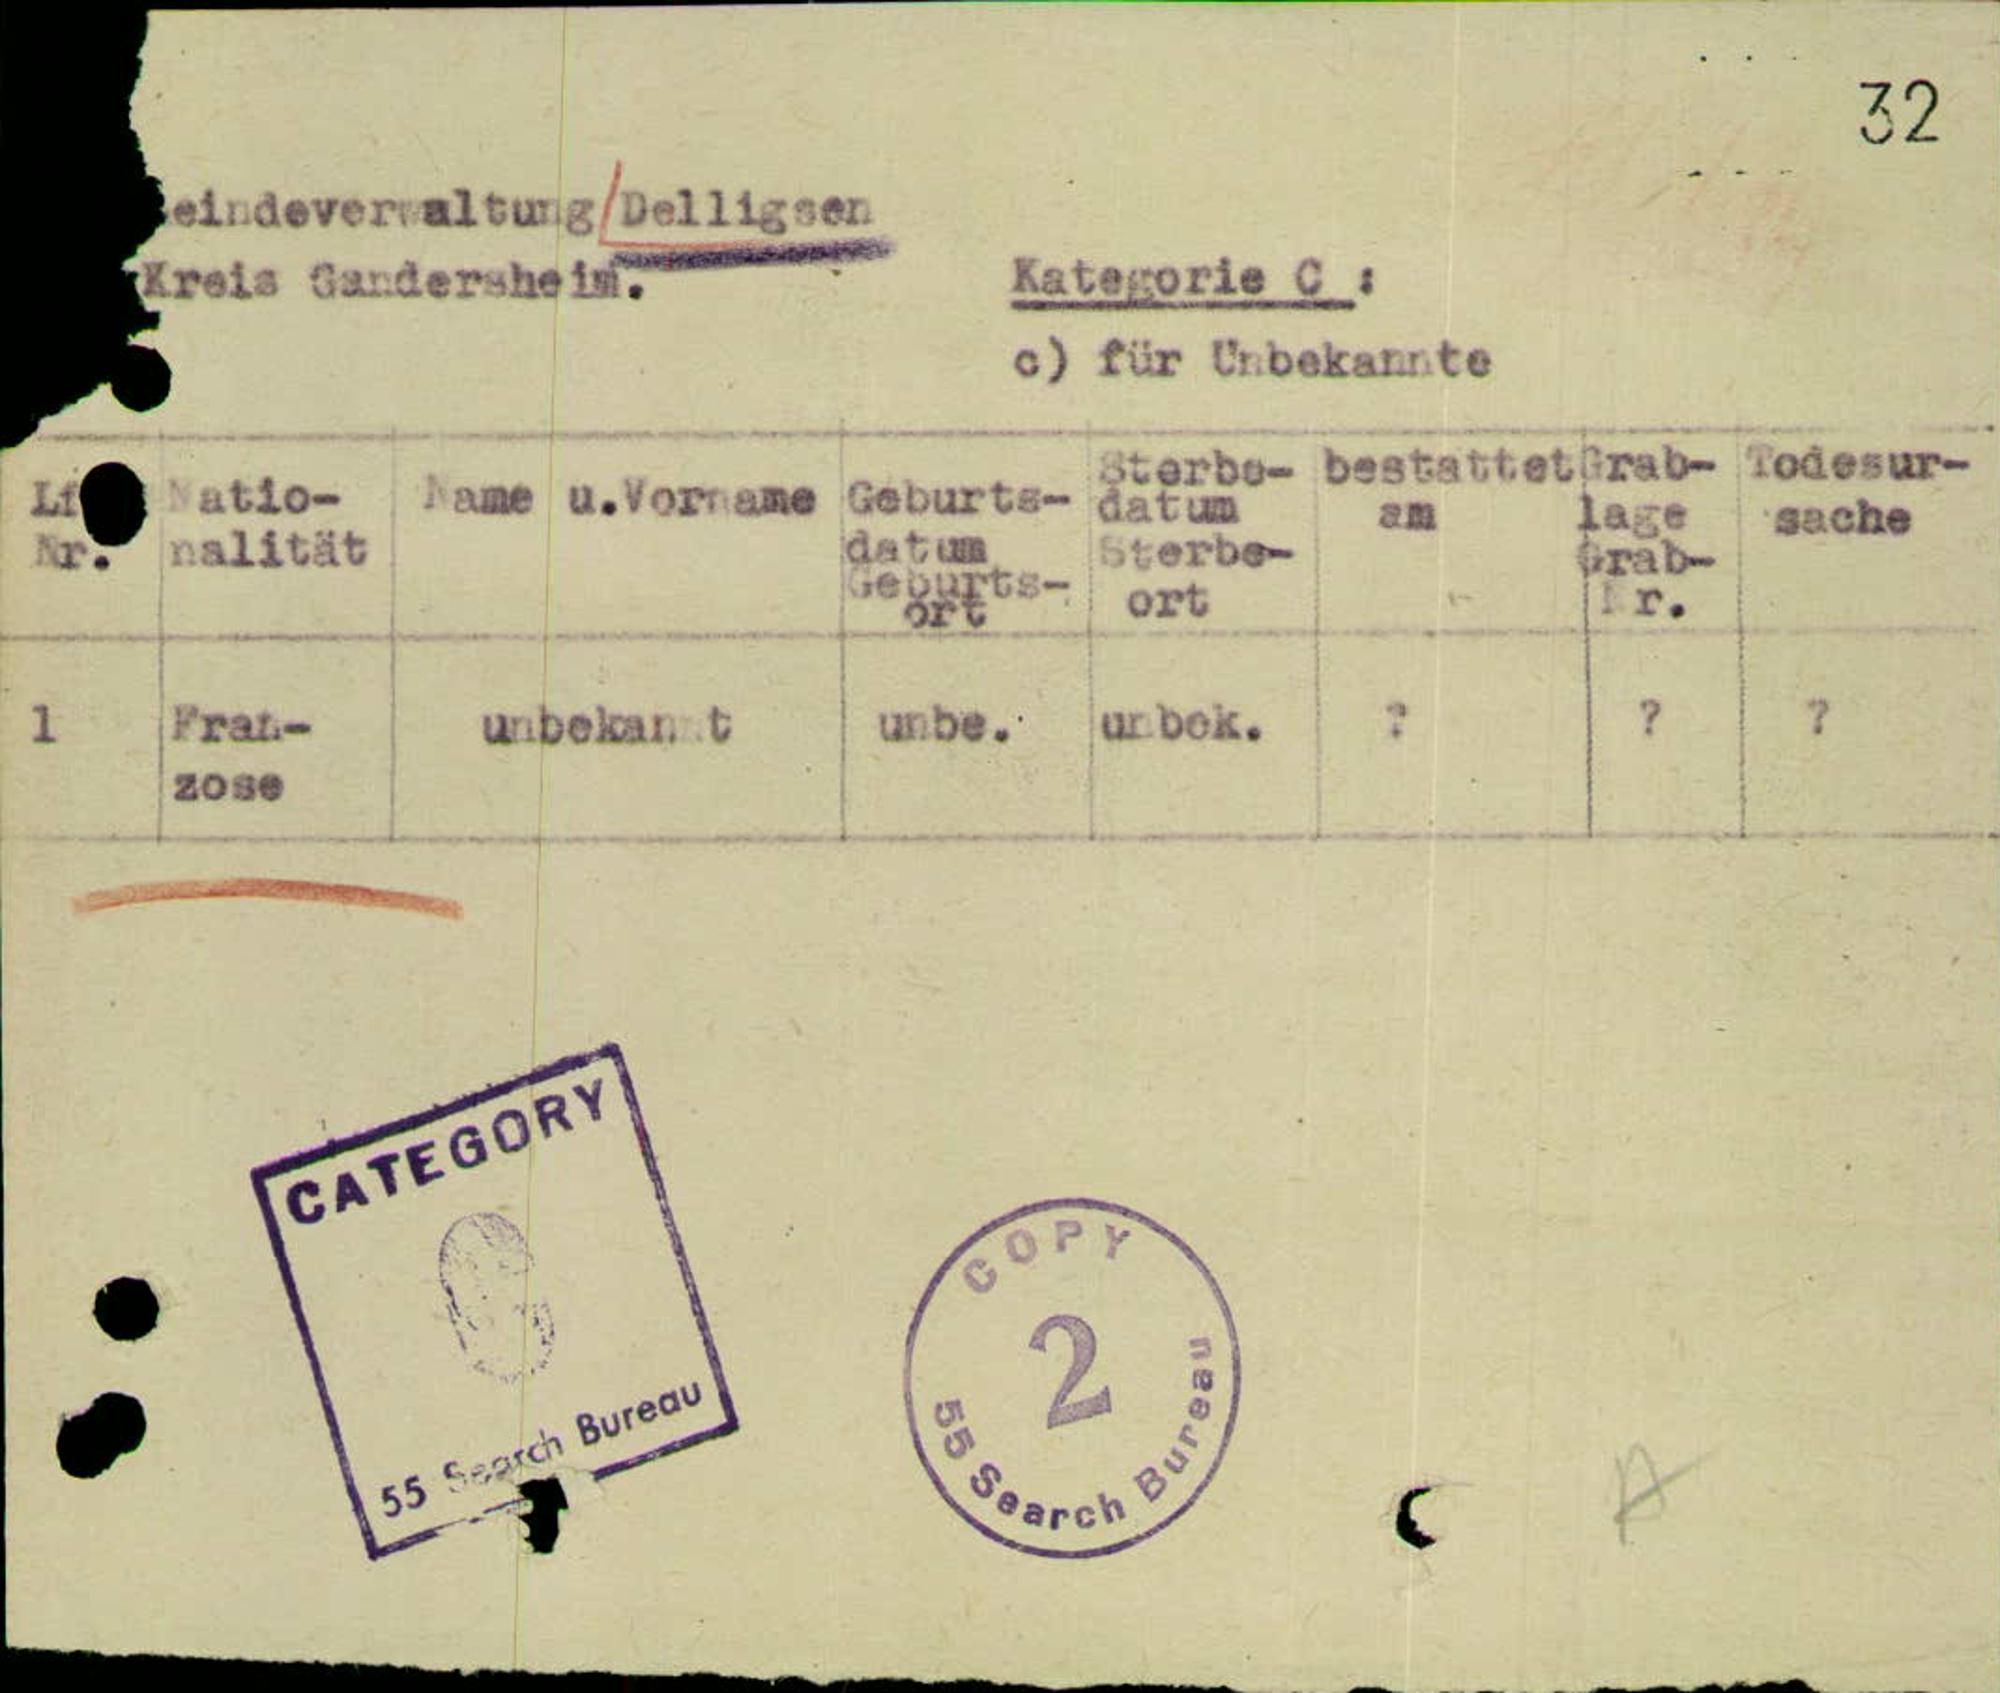 32
eindeverwaltung/Delligsen
Kreis Gandersheim.
Kategorie C :
c) für Unbekannte
Lf
Nr.
Natio-
nalität
Name u.Vorname
Geburts-
datum
Geburts-
ort
Sterbe-
datum
Sterbe-
ort
bestattet
am
Grab-
lage
Grab-
Nr.
Todesur-
sache
1
Fran-
zose
unbekannt
unbe.
unbek.
?
?
?
CATEGORY
C
55 Search Bureau
COPY
2
55 Search Bureau
A